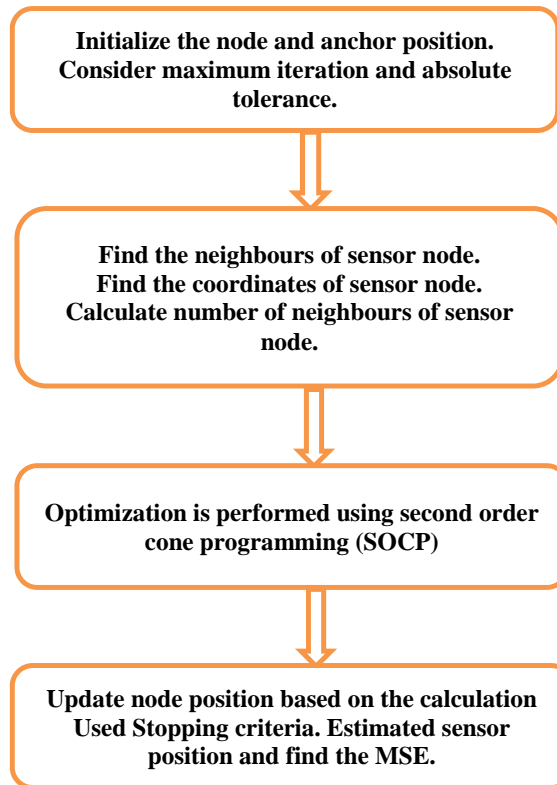 Initialize the node and anchor position.
Consider maximum iteration and absolute
tolerance.
Find the neighbours of sensor node.
Find the coordinates of sensor node.
Calculate number of neighbours of sensor
node.
Optimization is performed using second order
cone programming (SOCP)
Update node position based on the calculation
Used Stopping criteria. Estimated sensor
position and find the MSE.